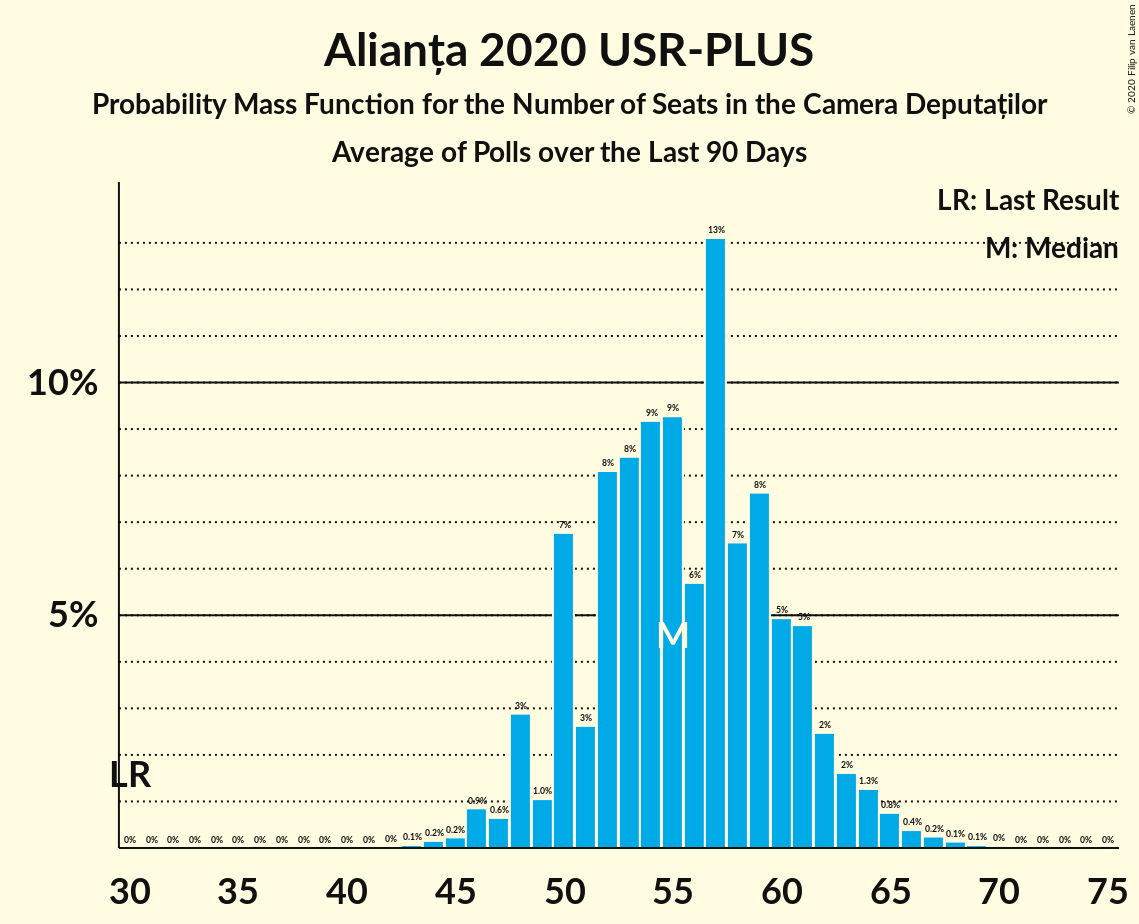 Alianța 2020 USR-PLUS
Probability Mass Function for the Number of Seats in the Camera Deputaților
Average of Polls over the Last 90 Days
© 2020 Filip van Laenen
LR: Last Result
M: Median
10%
5%
LR
M
0% 0% 0% 0% 0% 0% 0% 0% 0% 0% 0% 0% 0% 0.1% 0.2% 0.2% 0.9% 0.6% 3% 1.0% 7% 3% 8% 8% 9% 9% 6% 13% 7% 8% 5% 5% 2% 2% 1.3% 0.8% 0.4% 0.2% 0.1% 0.1% 0% 0% 0% 0% 0% 0%
30 35 40 45 50 55 60 65 70 75